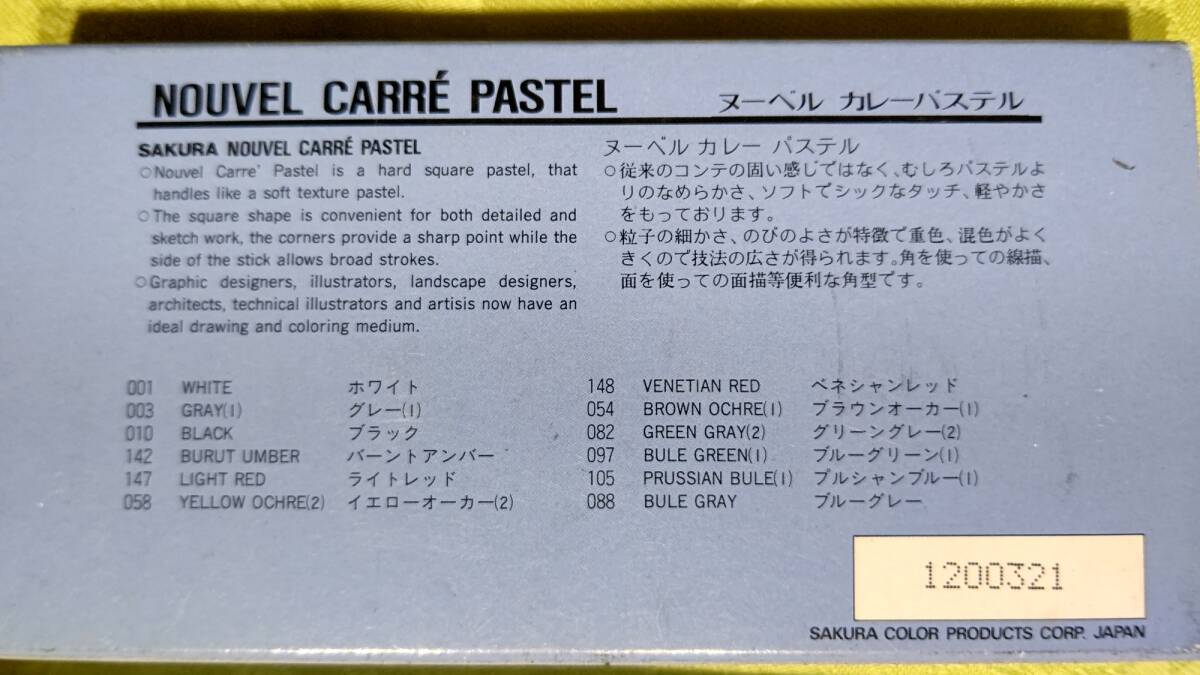 NOUVEL CARRÉ PASTEL ヌーベル カレーパステル
SAKURA NOUVEL CARRÉ PASTEL
○Nouvel Carre' Pastel is a hard square pastel, that
handles like a soft texture pastel.
○The square shape is convenient for both detailed and
sketch work, the corners provide a sharp point while the
side of the stick allows broad strokes.
○Graphic designers, illustrators, landscape designers,
architects, technical illustrators and artisis now have an
ideal drawing and coloring medium.
ヌーベル カレー パステル
○従来のコンテの固い感じではなく、むしろパステルよ
りのなめらかさ、ソフトでシックなタッチ、軽やかさ
をもっております。
○粒子の細かさ、のびのよさが特徴で重色、混色がよく
きくので技法の広さが得られます。角を使っての線描、
面を使っての面描等便利な角型です。
001 WHITE ホワイト
003 GRAY(1) グレー(1)
010 BLACK ブラック
142 BURUT UMBER バーントアンバー
147 LIGHT RED ライトレッド
058 YELLOW OCHRE(2) イエローオーカー(2)
148 VENETIAN RED ベネシャンレッド
054 BROWN OCHRE(1) ブラウンオーカー(1)
082 GREEN GRAY(2) グリーングレー(2)
097 BULE GREEN(1) ブルーグリーン(1)
105 PRUSSIAN BULE(1) プルシャンブルー(1)
088 BULE GRAY ブルーグレー
1200321
SAKURA COLOR PRODUCTS CORP. JAPAN